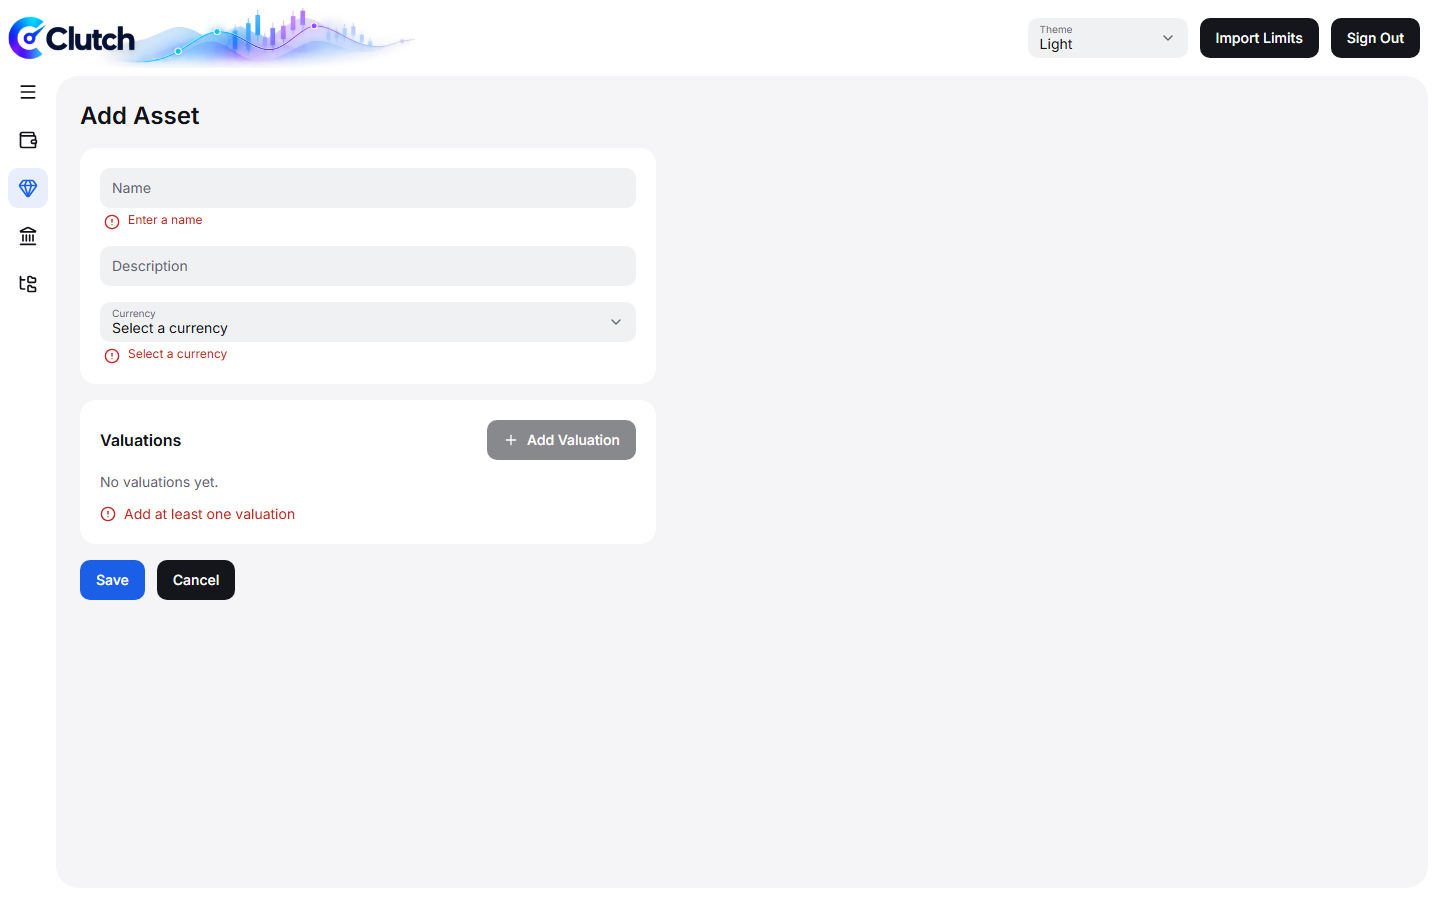 Clutch
Theme
Light
Import Limits
Sign Out
Add Asset
Name
Enter a name
Description
Currency
Select a currency
Select a currency
Valuations
Add Valuation
No valuations yet.
Add at least one valuation
Save
Cancel